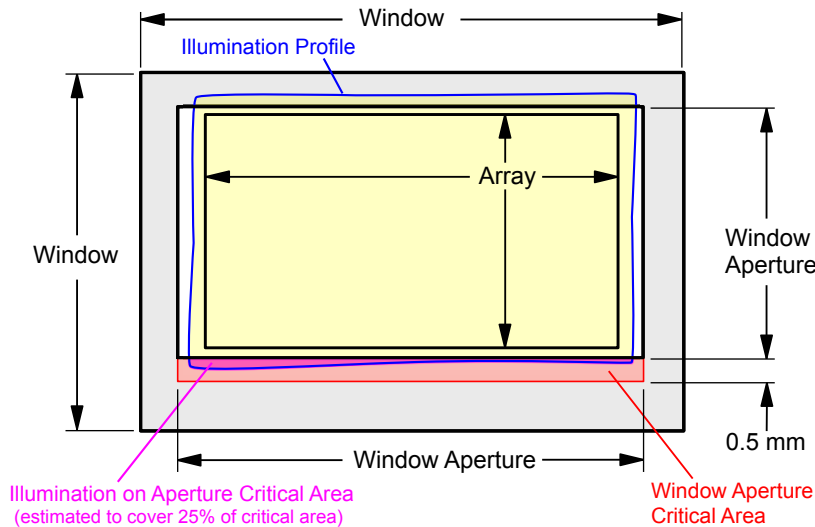 Window
Illumination Profile
Array
Window
Window
Aperture
0.5 mm
Window Aperture
Illumination on Aperture Critical Area
(estimated to cover 25% of critical area)
Window Aperture
Critical Area